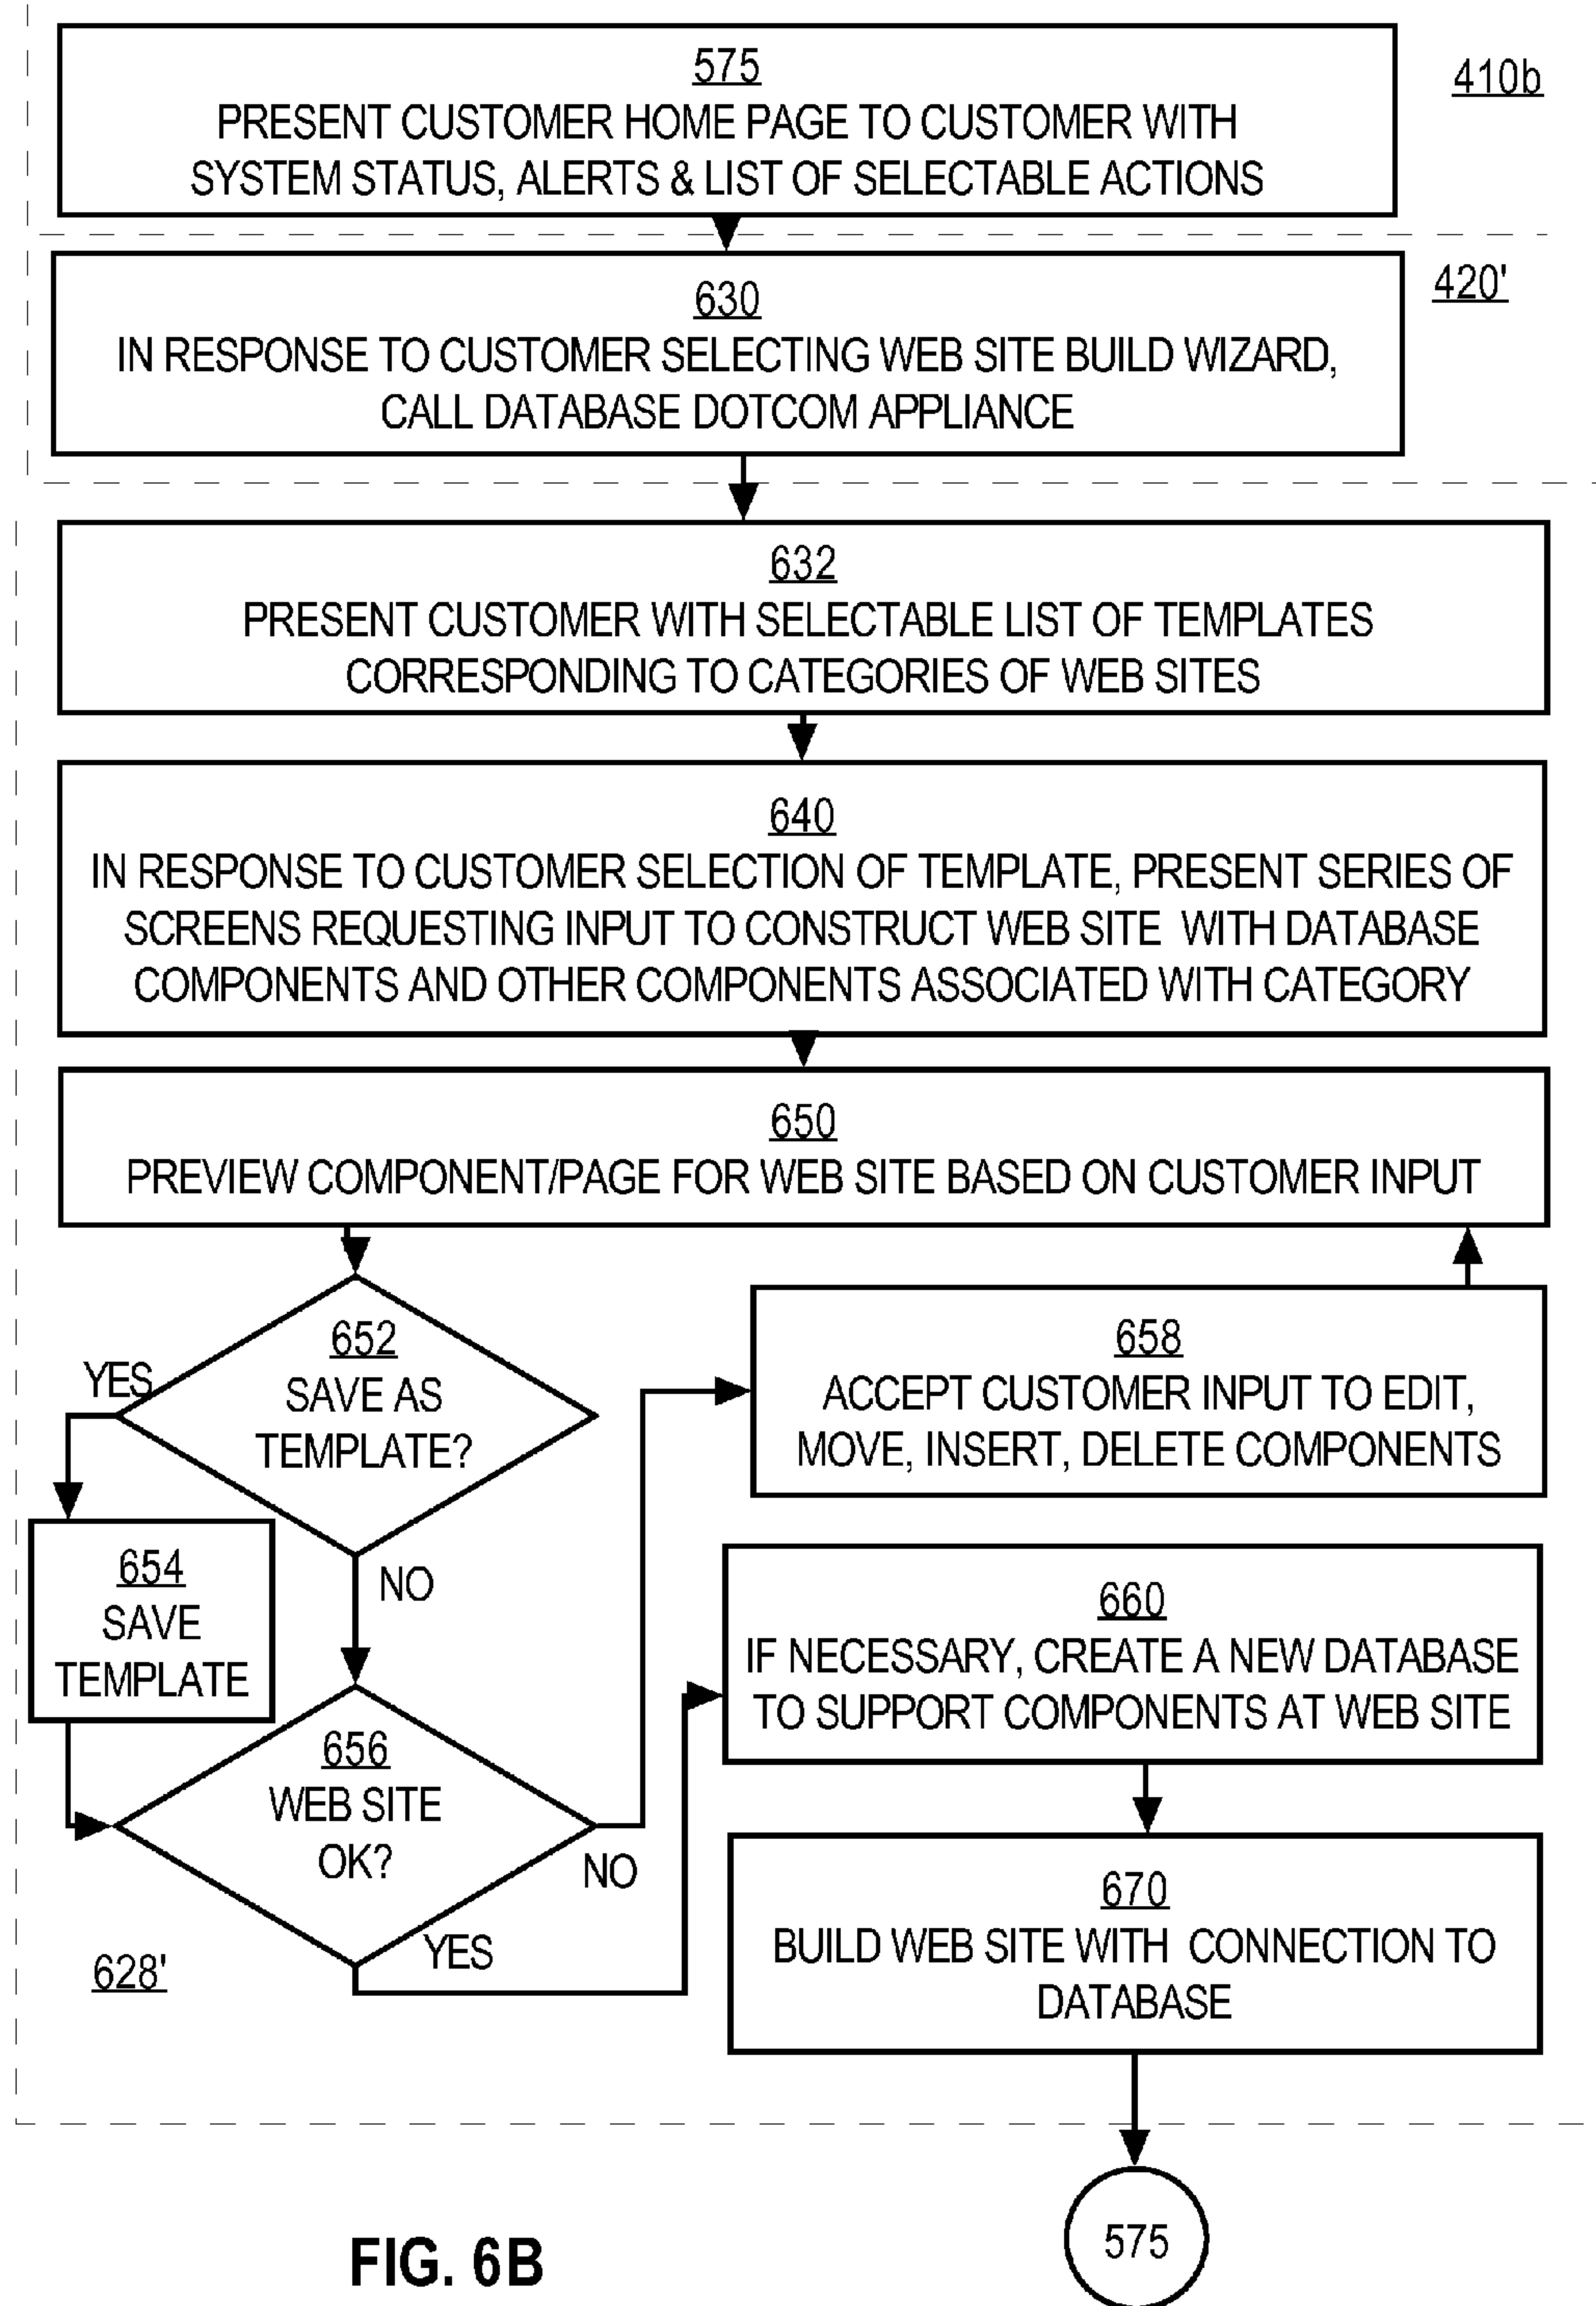 575
PRESENT CUSTOMER HOME PAGE TO CUSTOMER WITH
SYSTEM STATUS, ALERTS & LIST OF SELECTABLE ACTIONS
410b
630
IN RESPONSE TO CUSTOMER SELECTING WEB SITE BUILD WIZARD,
CALL DATABASE DOTCOM APPLIANCE
420'
632
PRESENT CUSTOMER WITH SELECTABLE LIST OF TEMPLATES
CORRESPONDING TO CATEGORIES OF WEB SITES
640
IN RESPONSE TO CUSTOMER SELECTION OF TEMPLATE, PRESENT SERIES OF
SCREENS REQUESTING INPUT TO CONSTRUCT WEB SITE WITH DATABASE
COMPONENTS AND OTHER COMPONENTS ASSOCIATED WITH CATEGORY
650
PREVIEW COMPONENT/PAGE FOR WEB SITE BASED ON CUSTOMER INPUT
652
SAVE AS
TEMPLATE?
YES
NO
654
SAVE
TEMPLATE
656
WEB SITE
OK?
NO
YES
658
ACCEPT CUSTOMER INPUT TO EDIT,
MOVE, INSERT, DELETE COMPONENTS
660
IF NECESSARY, CREATE A NEW DATABASE
TO SUPPORT COMPONENTS AT WEB SITE
670
BUILD WEB SITE WITH CONNECTION TO
DATABASE
628'
575
FIG. 6B